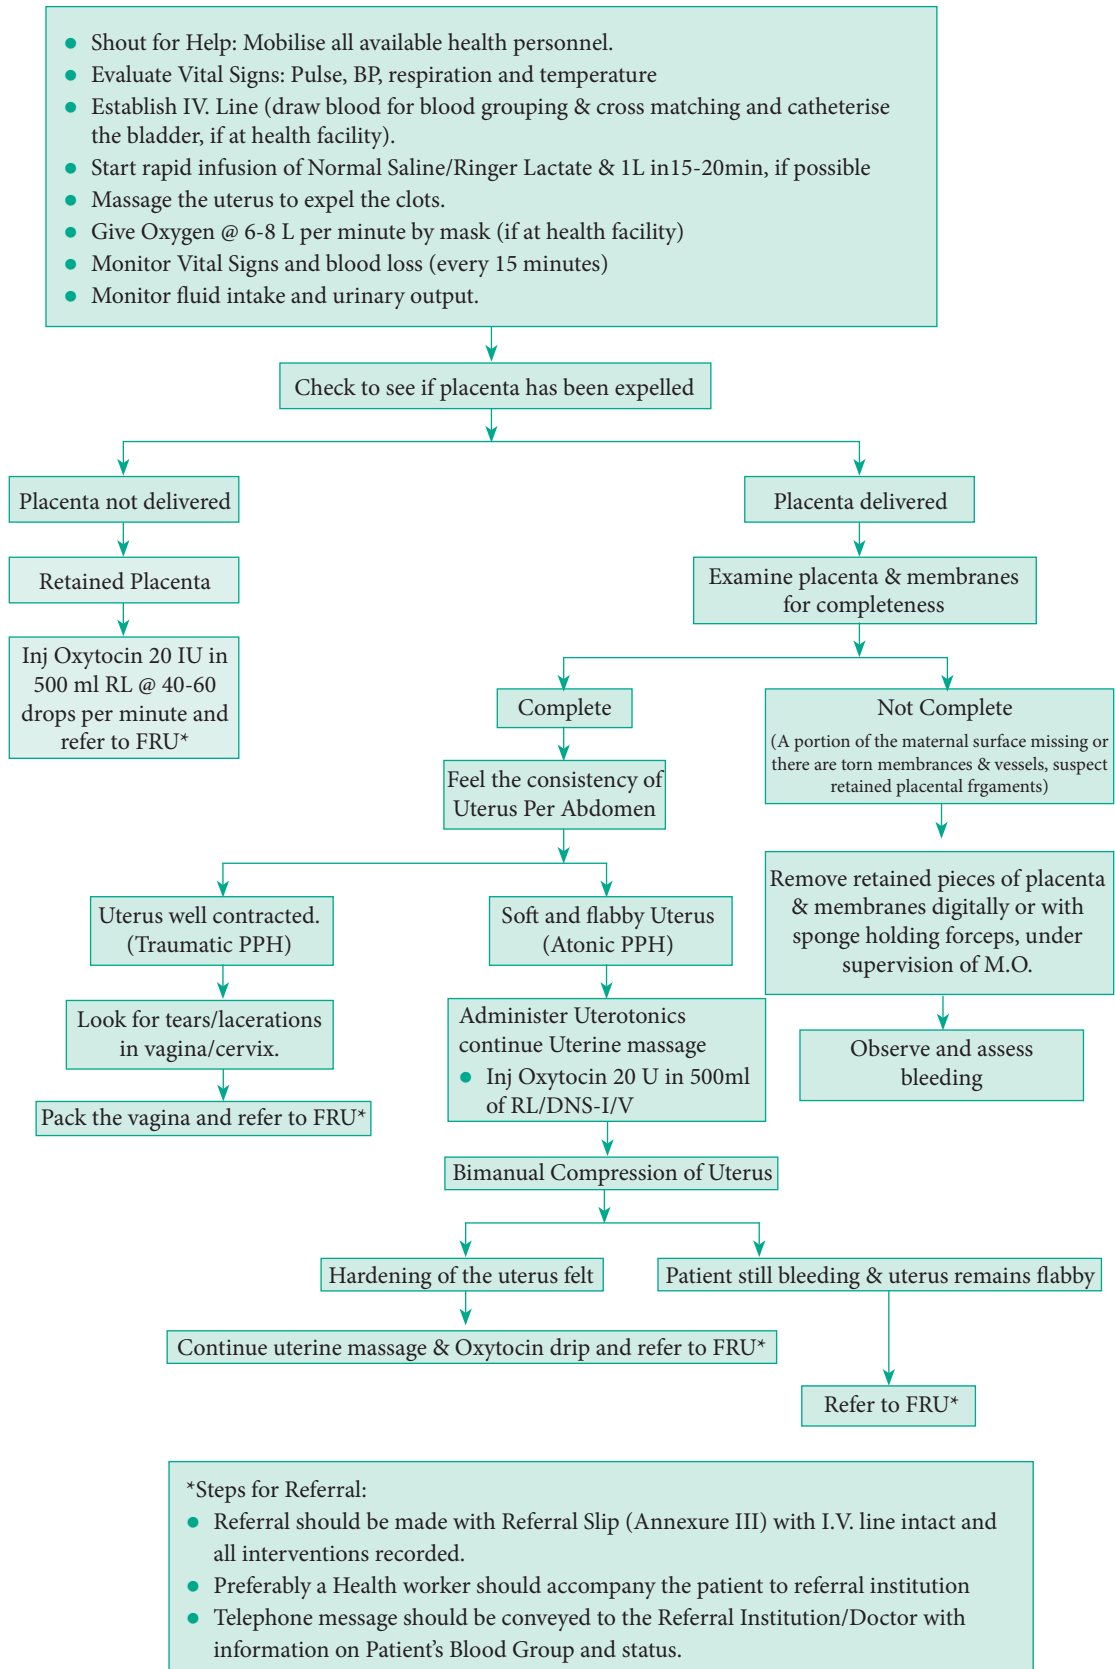 ● Shout for Help: Mobilise all available health personnel.
● Evaluate Vital Signs: Pulse, BP, respiration and temperature
● Establish IV. Line (draw blood for blood grouping & cross matching and catheterise
the bladder, if at health facility).
● Start rapid infusion of Normal Saline/Ringer Lactate & 1L in15-20min, if possible
● Massage the uterus to expel the clots.
● Give Oxygen @ 6-8 L per minute by mask (if at health facility)
● Monitor Vital Signs and blood loss (every 15 minutes)
● Monitor fluid intake and urinary output.
Check to see if placenta has been expelled
Placenta not delivered
Placenta delivered
Retained Placenta
Examine placenta & membranes
for completeness
Inj Oxytocin 20 IU in
500 ml RL @ 40-60
drops per minute and
refer to FRU*
Complete
Not Complete
(A portion of the maternal surface missing or
there are torn membrances & vessels, suspect
retained placental frgaments)
Feel the consistency of
Uterus Per Abdomen
Remove retained pieces of placenta
& membranes digitally or with
sponge holding forceps, under
supervision of M.O.
Uterus well contracted.
(Traumatic PPH)
Soft and flabby Uterus
(Atonic PPH)
Look for tears/lacerations
in vagina/cervix.
Administer Uterotonics
continue Uterine massage
● Inj Oxytocin 20 U in 500ml
of RL/DNS-I/V
Observe and assess
bleeding
Pack the vagina and refer to FRU*
Bimanual Compression of Uterus
Hardening of the uterus felt
Patient still bleeding & uterus remains flabby
Continue uterine massage & Oxytocin drip and refer to FRU*
Refer to FRU*
*Steps for Referral:
● Referral should be made with Referral Slip (Annexure III) with I.V. line intact and
all interventions recorded.
● Preferably a Health worker should accompany the patient to referral institution
● Telephone message should be conveyed to the Referral Institution/Doctor with
information on Patient's Blood Group and status.